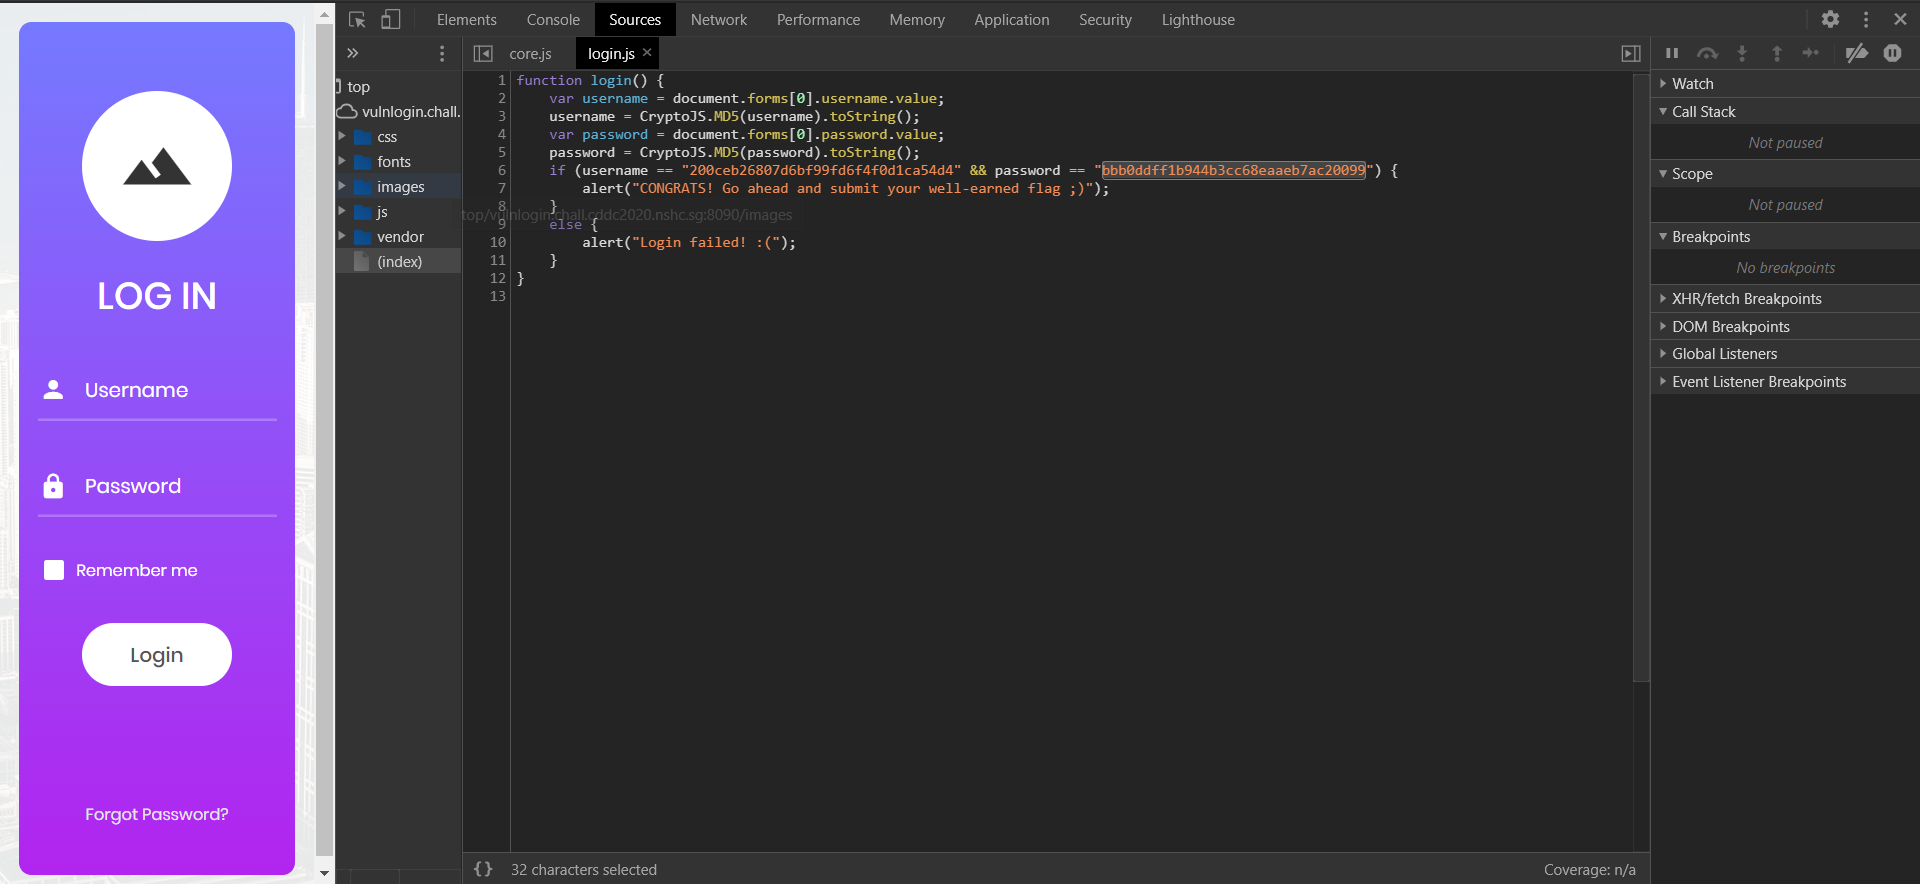 LOG IN
Username
Password
Remember me
Login
Forgot Password?
Elements Console Sources Network Performance Memory Application Security Lighthouse
top
vulnlogin.chall.
css
fonts
images
js
vendor
(index)
core.js login.js
1 function login() {
2 var username = document.forms[0].username.value;
3 username = CryptoJS.MD5(username).toString();
4 var password = document.forms[0].password.value;
5 password = CryptoJS.MD5(password).toString();
6 if (username == "200ceb26807d6bf99fd6f4f0d1ca54d4" && password == "bbb0ddff1b944b3cc68eaaeb7ac20099") {
7 alert("CONGRATS! Go ahead and submit your well-earned flag ;)");
8 }
top/vulnlogin.chall.cddc2020.nshc.sg:8090/images
9 else {
10 alert("Login failed! :(");
11 }
12 }
13
{} 32 characters selected
Coverage: n/a
Watch
Call Stack
Not paused
Scope
Not paused
Breakpoints
No breakpoints
XHR/fetch Breakpoints
DOM Breakpoints
Global Listeners
Event Listener Breakpoints